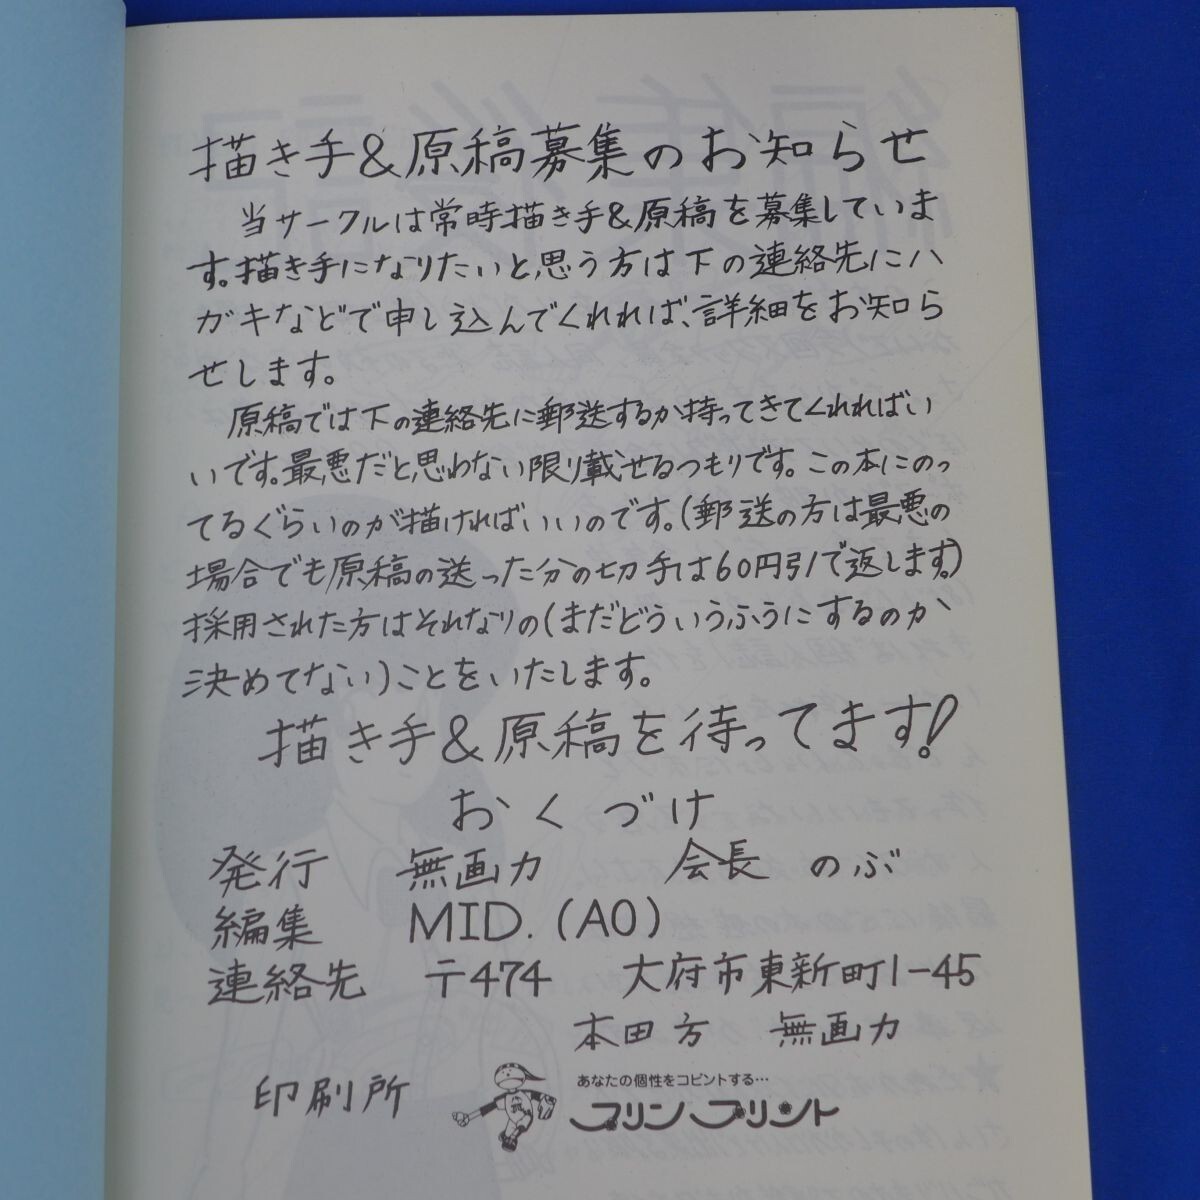 描き手&原稿募集のお知らせ
当サークルは常時描き手&原稿を募集していま
す。描き手になりたいと思う方は下の連絡先にハ
ガキなどで申し込んでくれれば、詳細をお知ら
せします。
原稿では下の連絡先に郵送するか持ってきてくれればい
いです。最悪だと思わない限り載せるつもりです。この本にのっ
てるぐらいのが描ければいいのです。(郵送の方は最悪の
場合でも原稿の送った分の切手は60円引で返します。)
採用された方はそれなりの(まだどういうふうにするのか
決めてない)ことをいたします。
描き手&原稿を待ってます!
おくづけ
発行 無画力 会長 のぶ
編集 MID.(AO)
連絡先 〒474 大府市東新町1-45
本田方 無画力
印刷所
あなたの個性をコピントする…
プリンプリント